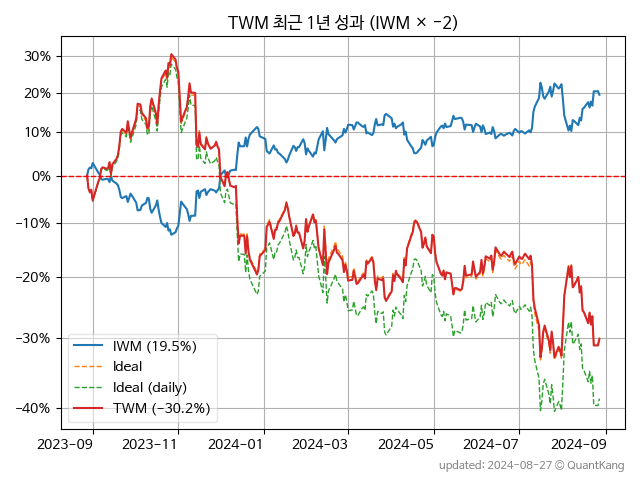 TWM 최근 1년 성과 (IWM × −2)
30%
20%
10%
0%
−10%
−20%
−30%
−40%
IWM (19.5%)
Ideal
Ideal (daily)
TWM (−30.2%)
2023-09 2023-11 2024-01 2024-03 2024-05 2024-07 2024-09
updated: 2024-08-27 © QuantKang